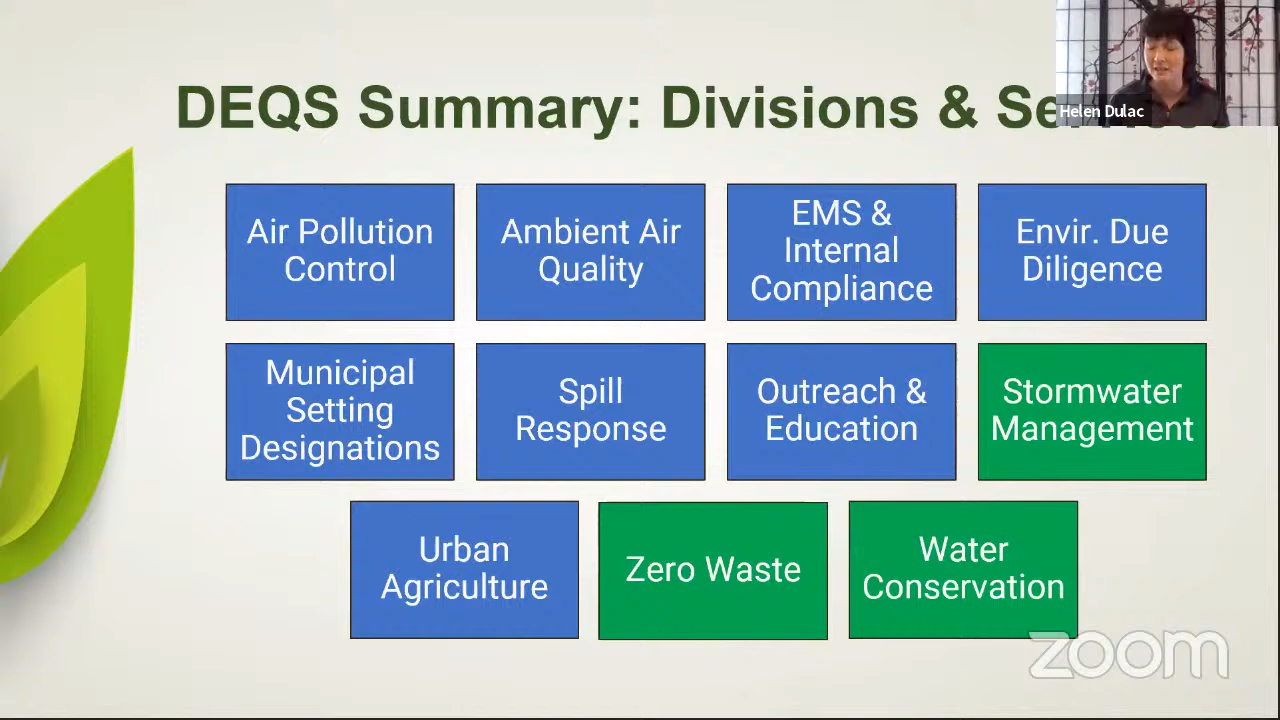 DEQS Summary: Divisions & Se
Helen Dulac
Air Pollution
Control
Ambient Air
Quality
EMS &
Internal
Compliance
Envir. Due
Diligence
Municipal
Setting
Designations
Spill
Response
Outreach &
Education
Stormwater
Management
Urban
Agriculture
Zero Waste
Water
Conservation
zoom